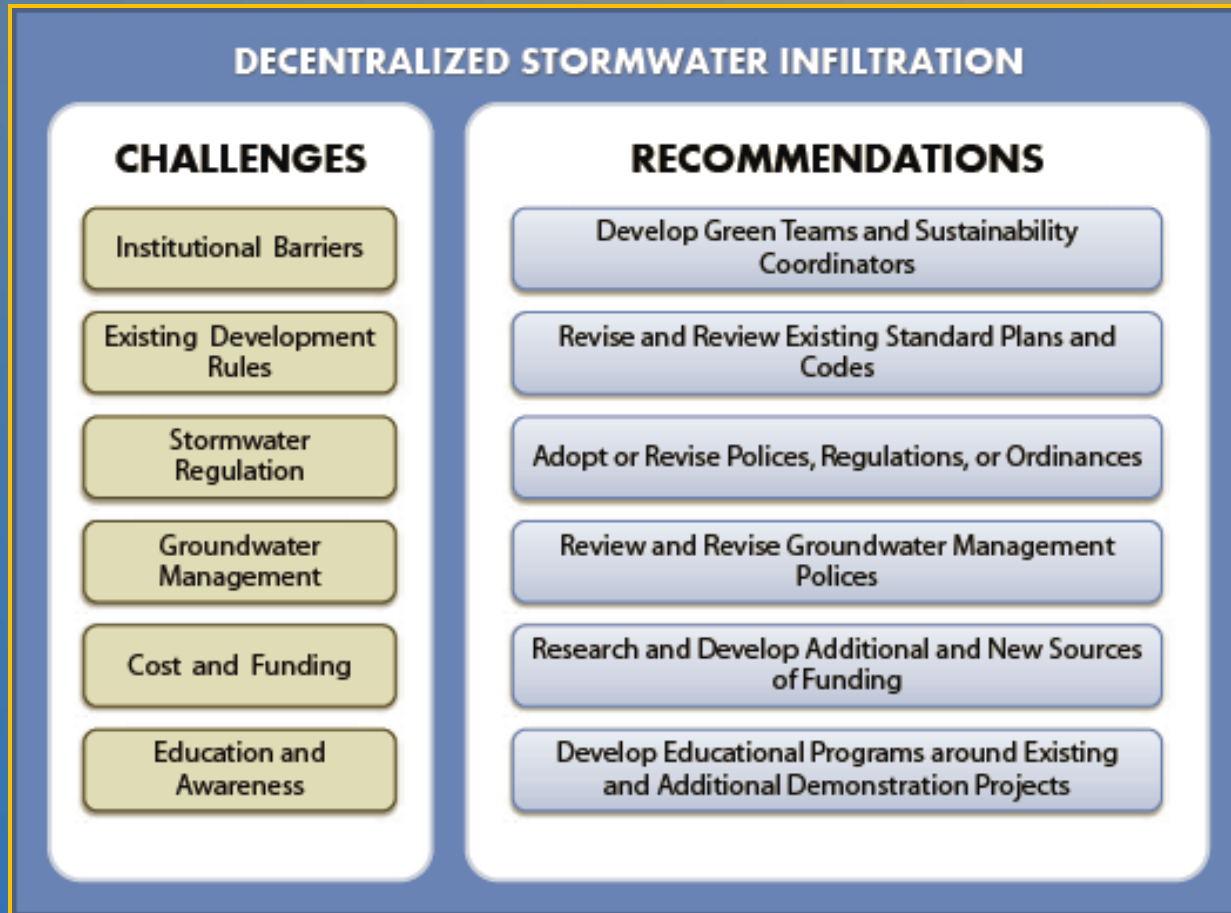 DECENTRALIZED STORMWATER INFILTRATION
CHALLENGES
Institutional Barriers
Existing Development
Rules
Stormwater
Regulation
Groundwater
Management
Cost and Funding
Education and
Awareness
RECOMMENDATIONS
Develop Green Teams and Sustainability
Coordinators
Revise and Review Existing Standard Plans and
Codes
Adopt or Revise Polices, Regulations, or Ordinances
Review and Revise Groundwater Management
Polices
Research and Develop Additional and New Sources
of Funding
Develop Educational Programs around Existing
and Additional Demonstration Projects